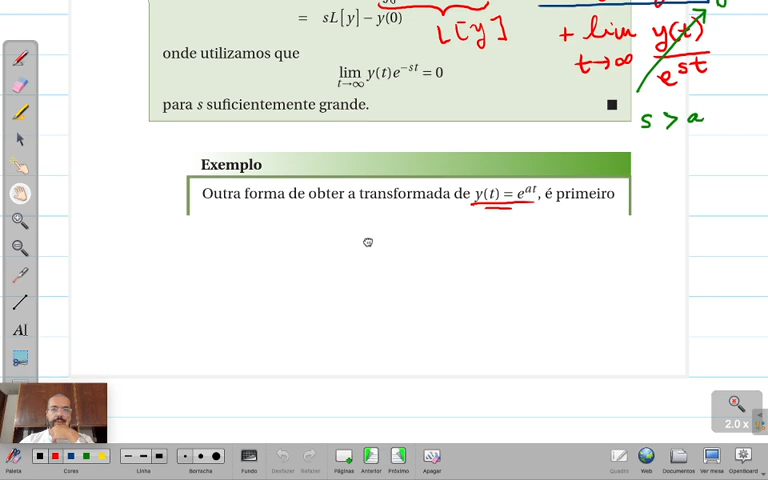 = sL[y] − y(0)
L[y]
+ lim y(t)
t→∞ e^st
0
onde utilizamos que
lim y(t)e^−st = 0
t→∞
para s suficientemente grande.
s > a
Exemplo
Outra forma de obter a transformada de y(t) = e^at, é primeiro
AI
2.0 x
Paleta Cores Linha Borracha Fundo Desfazer Refazer Páginas Anterior Próximo Apagar Quadro Web Documentos Ver mesa OpenBoard